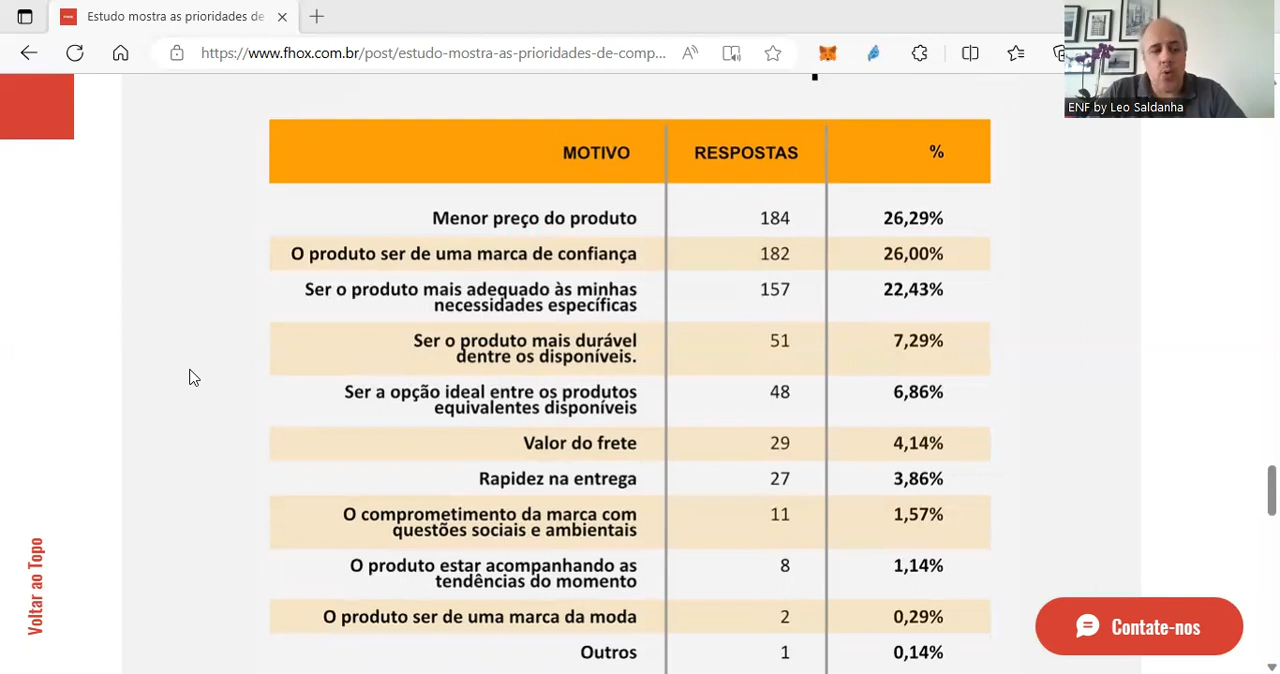 Estudo mostra as prioridades de
https://www.fhox.com.br/post/estudo-mostra-as-prioridades-de-comp...
ENF by Leo Saldanha
MOTIVO RESPOSTAS %
Menor preço do produto 184 26,29%
O produto ser de uma marca de confiança 182 26,00%
Ser o produto mais adequado às minhas 157 22,43%
necessidades específicas
Ser o produto mais durável 51 7,29%
dentre os disponíveis.
Ser a opção ideal entre os produtos 48 6,86%
equivalentes disponíveis
Valor do frete 29 4,14%
Rapidez na entrega 27 3,86%
O comprometimento da marca com 11 1,57%
questões sociais e ambientais
O produto estar acompanhando as 8 1,14%
tendências do momento
O produto ser de uma marca da moda 2 0,29%
Outros 1 0,14%
Voltar ao Topo
Contate-nos